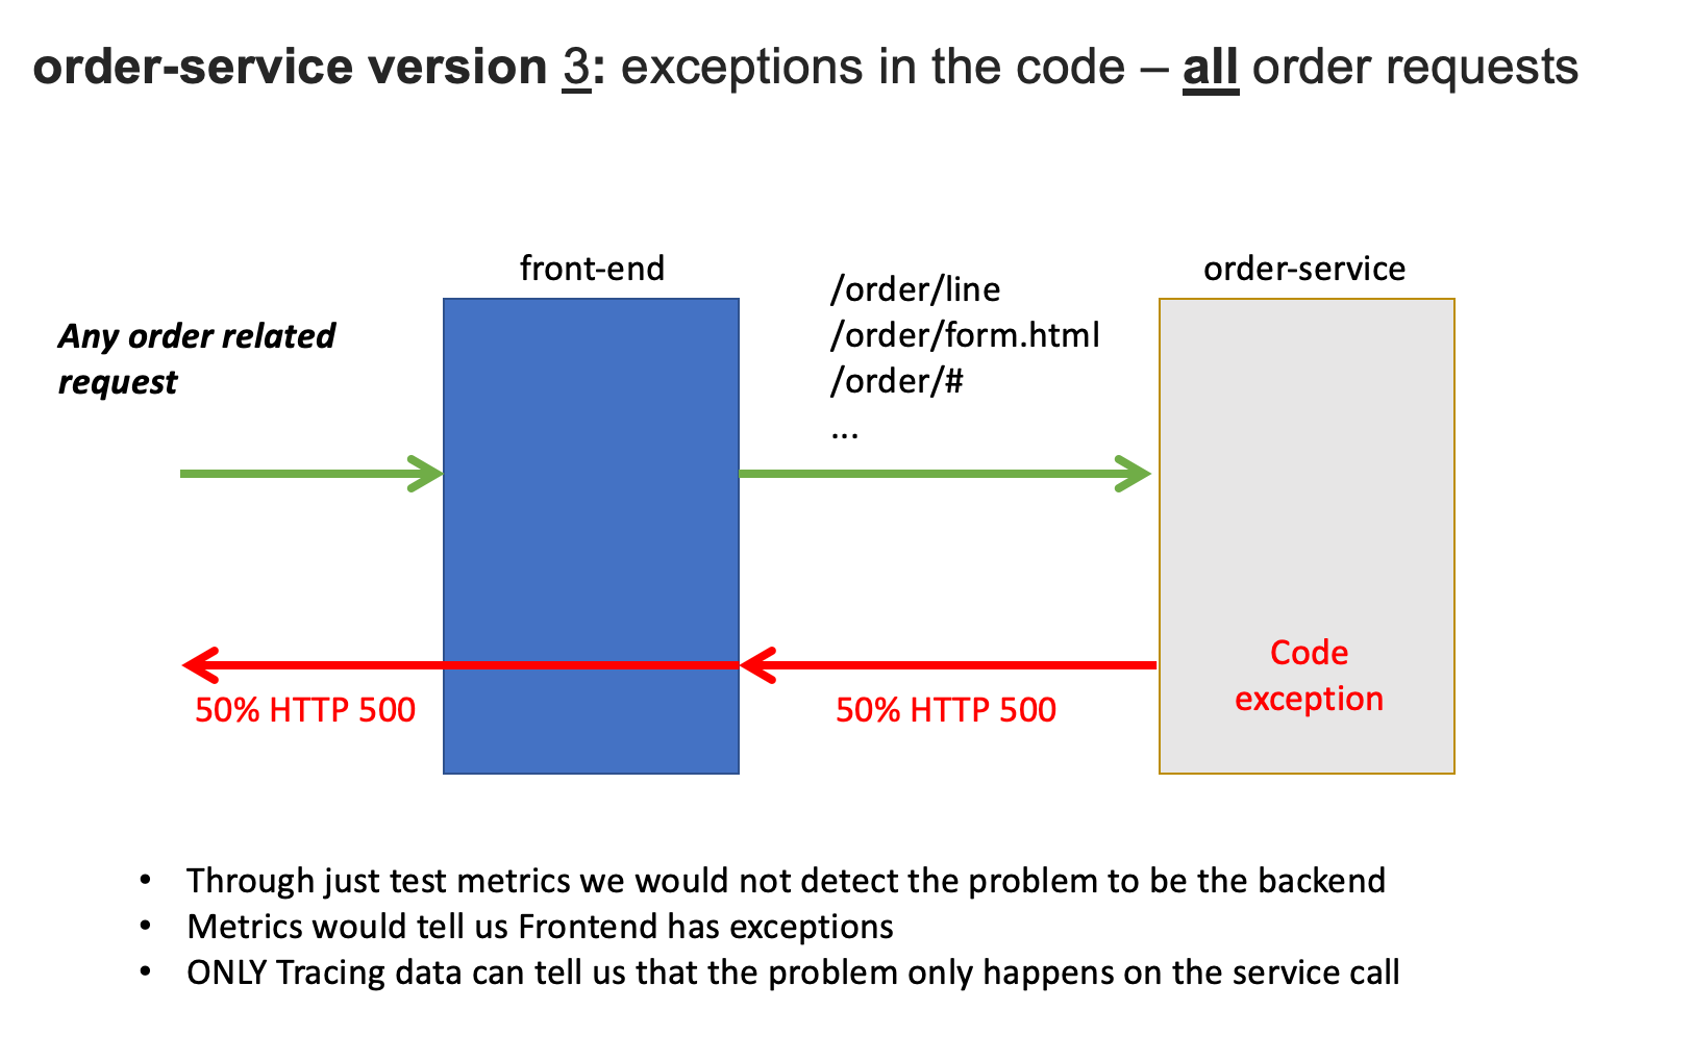 order-service version 3: exceptions in the code – all order requests
front-end
order-service
Any order related
request
/order/line
/order/form.html
/order/#
...
Code
exception
50% HTTP 500
50% HTTP 500
• Through just test metrics we would not detect the problem to be the backend
• Metrics would tell us Frontend has exceptions
• ONLY Tracing data can tell us that the problem only happens on the service call